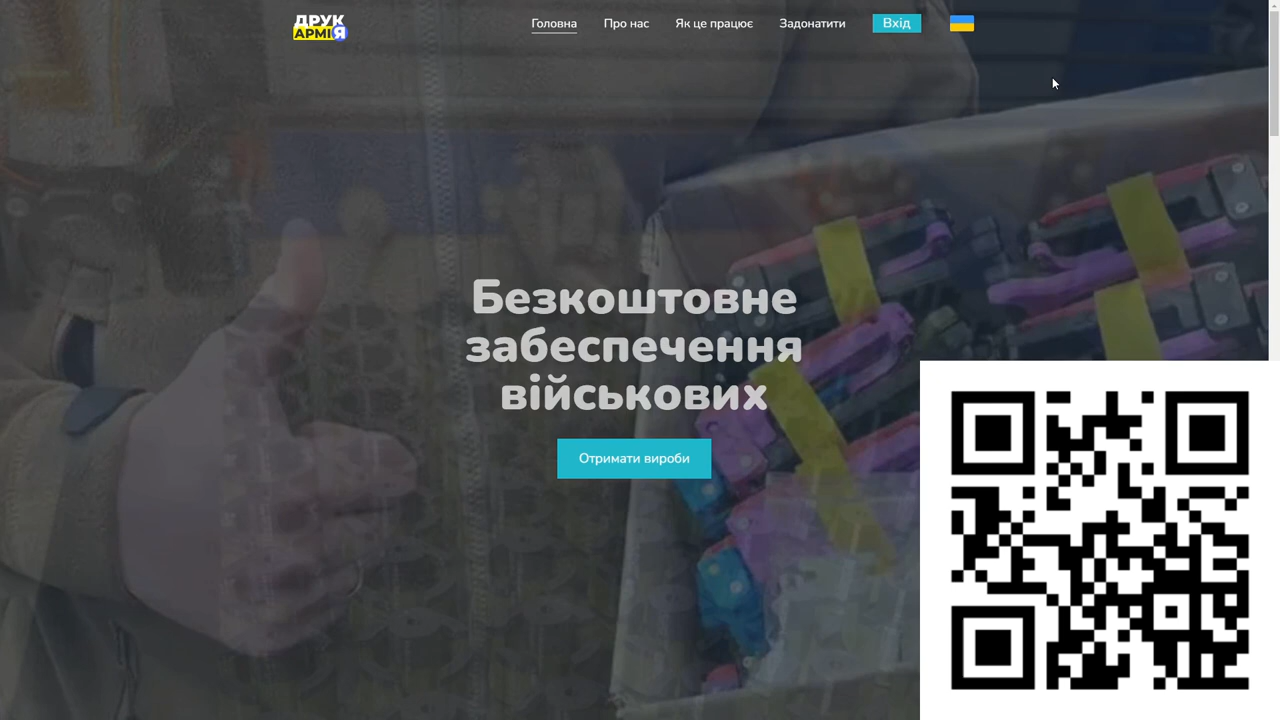 ДРУК
АРМІЯ
Головна
Про нас
Як це працює
Задонатити
Вхід
Безкоштовне
забеспечення
військових
Отримати вироби